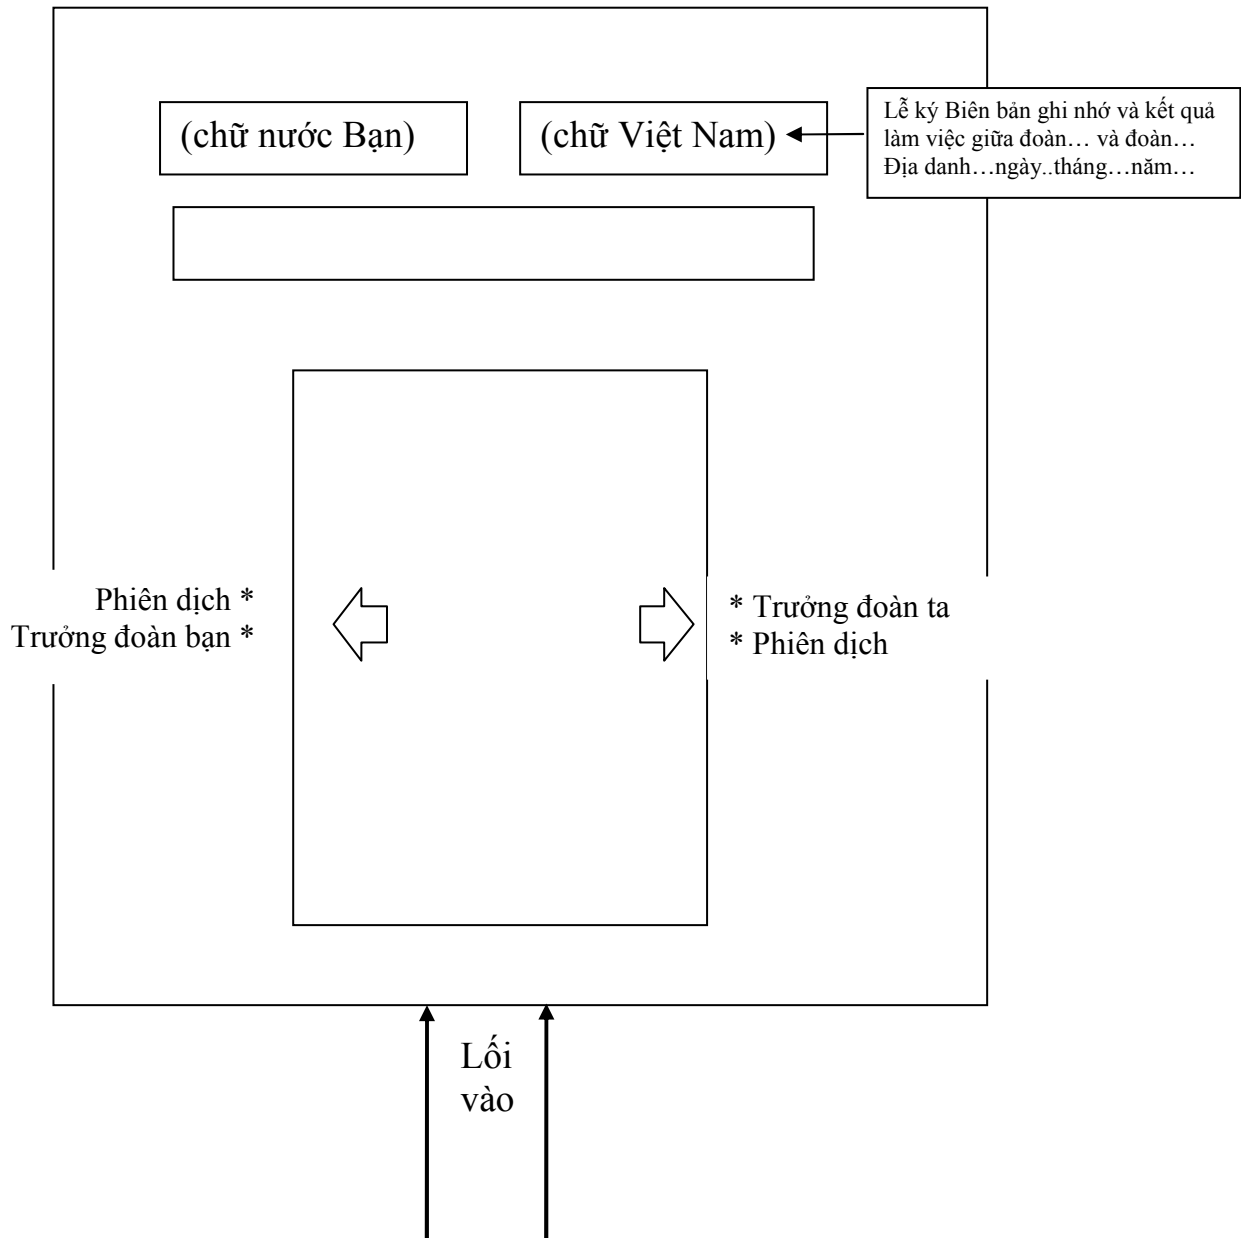 (chữ nước Bạn)
(chữ Việt Nam)
Lễ ký Biên bản ghi nhớ và kết quả
làm việc giữa đoàn… và đoàn…
Địa danh…ngày..tháng…năm…
Phiên dịch *
Trưởng đoàn bạn *
* Trưởng đoàn ta
* Phiên dịch
Lối
vào